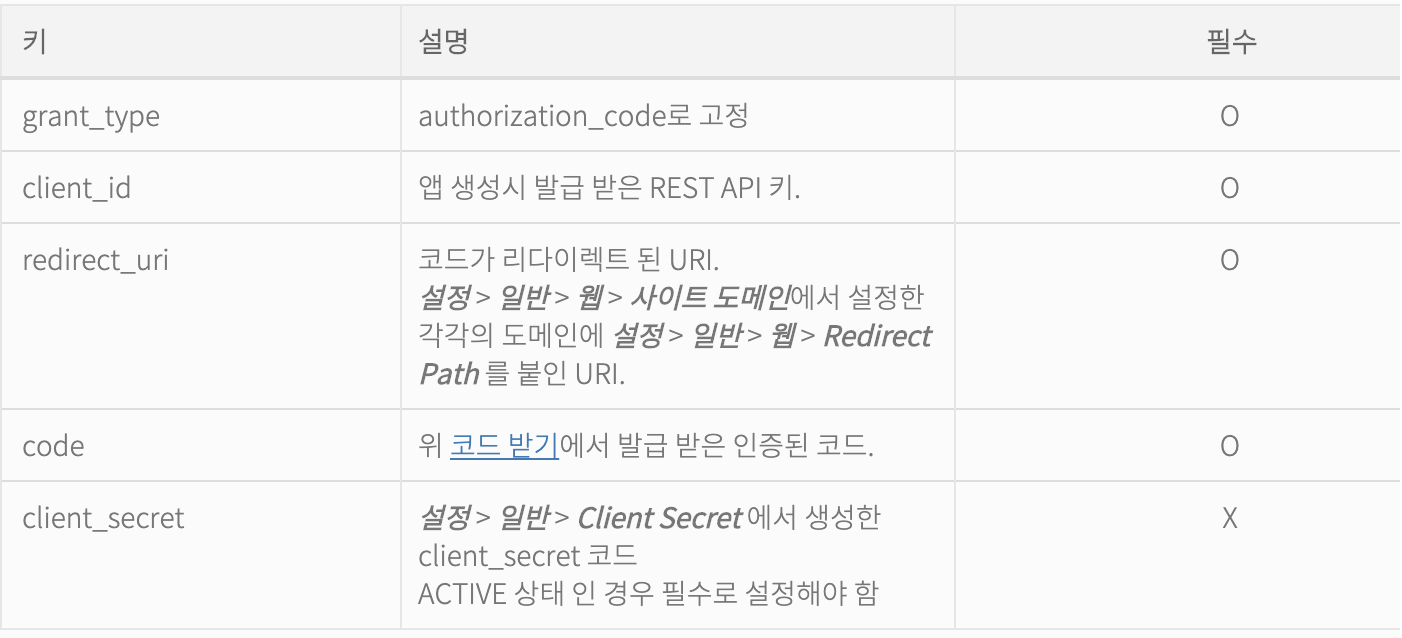 키 설명 필수
grant_type authorization_code로 고정 O
client_id 앱 생성시 발급 받은 REST API 키. O
redirect_uri 코드가 리다이렉트 된 URI. O
설정 > 일반 > 웹 > 사이트 도메인에서 설정한
각각의 도메인에 설정 > 일반 > 웹 > Redirect
Path 를 붙인 URI.
code 위 코드 받기에서 발급 받은 인증된 코드. O
client_secret 설정 > 일반 > Client Secret 에서 생성한 X
client_secret 코드
ACTIVE 상태 인 경우 필수로 설정해야 함